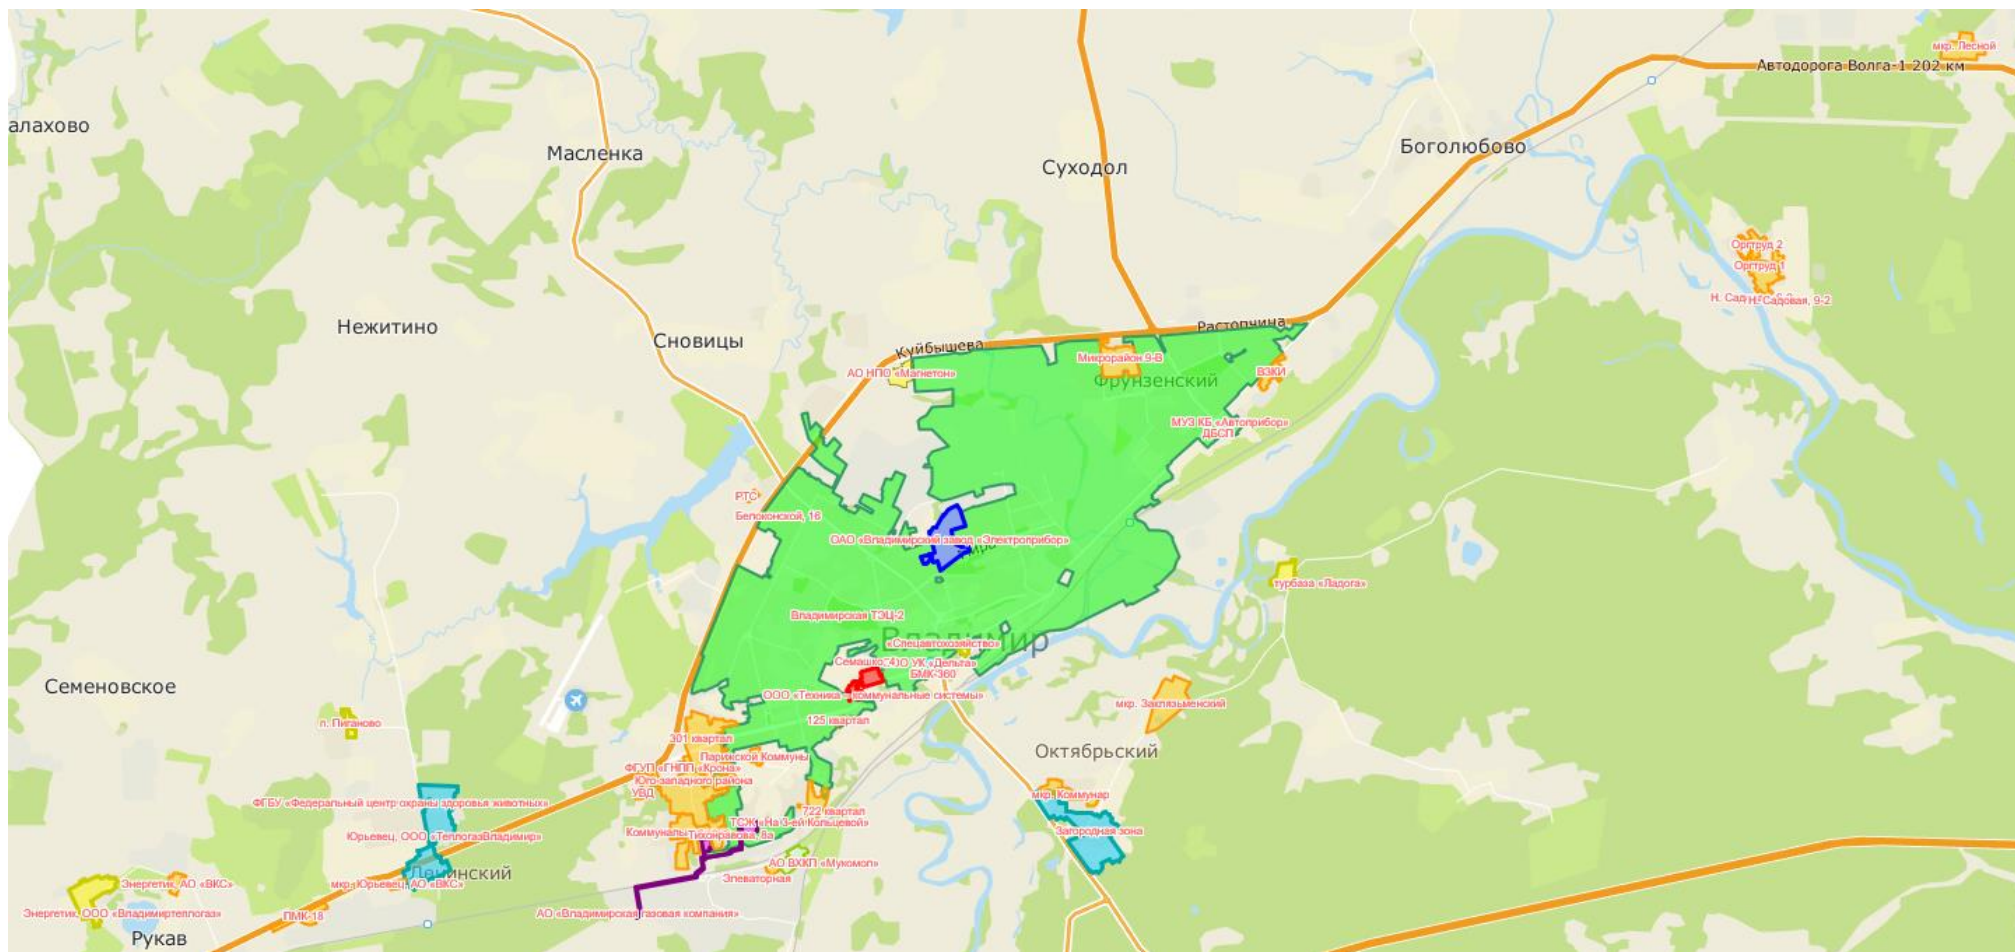 мкр. Лесной
Автодорога Волга-1 202 км
алахово
Масленка
Суходол
Боголюбово
Оргтруд 2
Оргтруд 1
Н. Сад
Н. Садовая, 9-2
Нежитино
Сновицы
Куйбышева
Растопчина
Микрорайон 9-В
АО НПО «Магнетон»
Фрунзенский
ВЗКИ
МУЗ КБ «Автоприбор»
ДБСП
РТС
Белоконской, 16
ОАО «Владимирский завод «Электроприбор»
турбаза «Ладога»
Владимирская ТЭЦ-2
Владимир
«Спецавтохозяйство»
Семашко, 4
О УК «Дельта»
БМК-360
Семеновское
ООО «Техника – коммунальные системы»
мкр. Заклязьменский
п. Пиганово
125 квартал
301 квартал
Октябрьский
Парижской Коммуны
ФГУП «ГНПП «Крона»
Юго-западного района
УВД
мкр. Коммунар
ФГБУ «Федеральный центр охраны здоровья животных»
722 квартал
ТСЖ «На 3-ей Кольцевой»
Загородная зона
Юрьевец, ООО «ТеплогазВладимир»
Коммуналь
Тихонравова, 8а
АО ВХКП «Мукомол»
Ленинский
Элеваторная
Энергетик, АО «ВКС»
мкр. Юрьевец, АО «ВКС»
Энергетик, ООО «Владимиртеплогаз»
ПМК-18
АО «Владимирская газовая компания»
Рукав